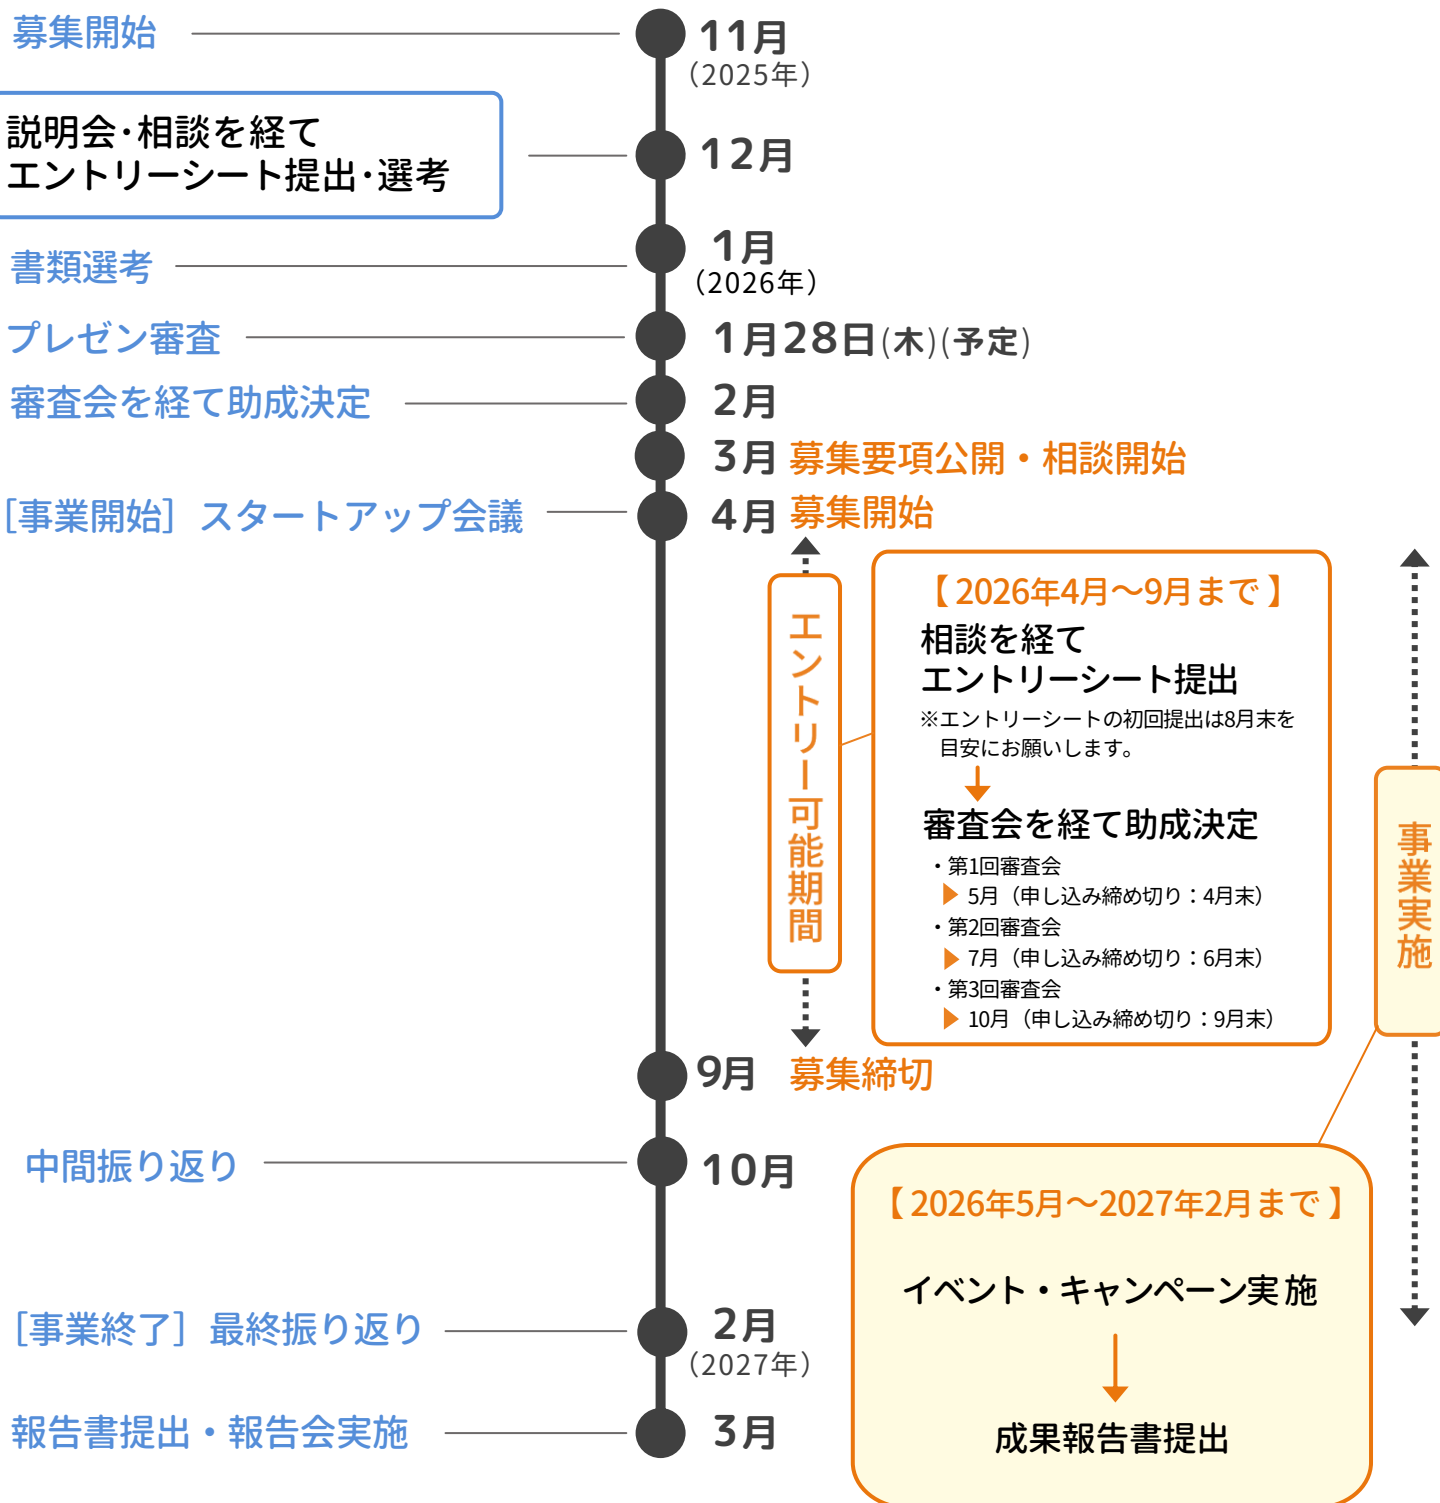 募集開始
11月
（2025年）
説明会・相談を経て
エントリーシート提出・選考
12月
書類選考
1月
（2026年）
プレゼン審査
1月28日(木)(予定)
審査会を経て助成決定
2月
3月 募集要項公開・相談開始
［事業開始］スタートアップ会議
4月 募集開始
エントリー可能期間
【 2026年4月～9月まで 】
相談を経て
エントリーシート提出
※エントリーシートの初回提出は8月末を
目安にお願いします。
審査会を経て助成決定
・第1回審査会
5月（申し込み締め切り：4月末）
・第2回審査会
7月（申し込み締め切り：6月末）
・第3回審査会
10月（申し込み締め切り：9月末）
事業実施
9月 募集締切
中間振り返り
10月
【 2026年5月～2027年2月まで 】
イベント・キャンペーン実施
成果報告書提出
［事業終了］最終振り返り
2月
（2027年）
報告書提出・報告会実施
3月